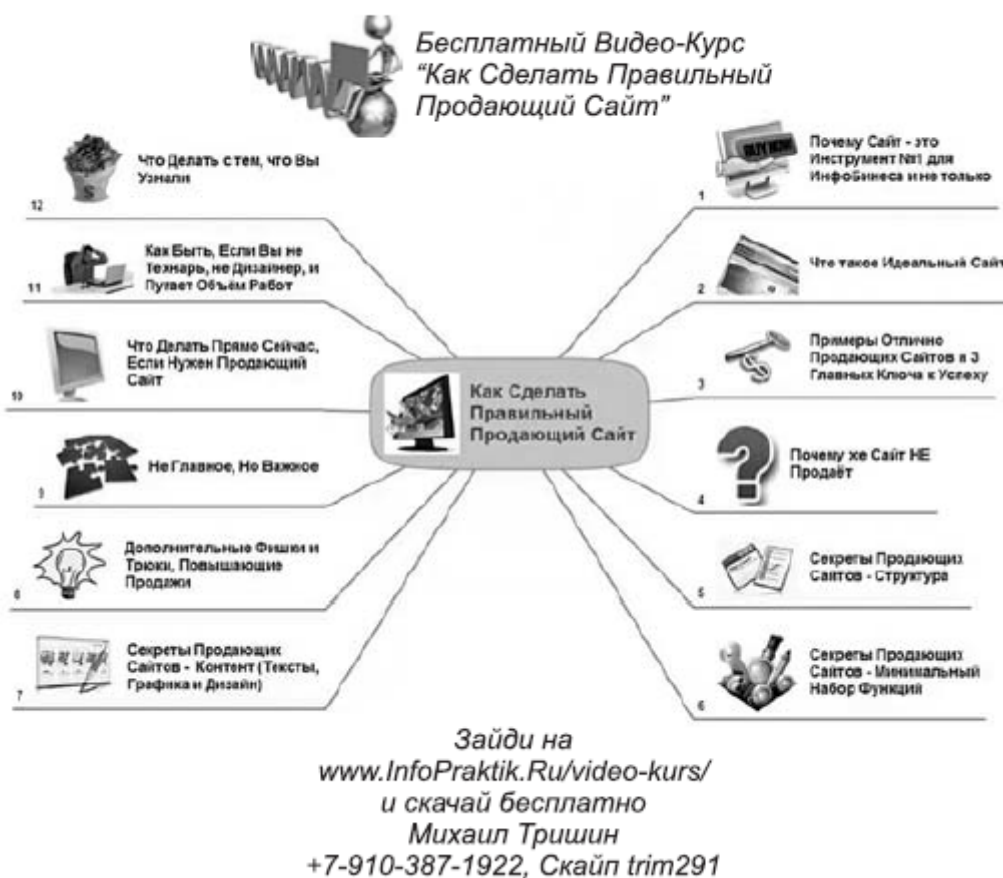 Бесплатный Видео-Курс
“Как Сделать Правильный
Продающий Сайт”
Как Сделать
Правильный
Продающий Сайт
BUY NOW
Почему Сайт - это
Инструмент №1 для
ИнфоБинеса и не только
1
Что такое Идеальный Сайт
2
Примеры Отлично
Продающих Сайтов и 3
Главных Ключа к Успеху
3
Почему же Сайт НЕ
Продаёт
4
Секреты Продающих
Сайтов - Структура
5
Секреты Продающих
Сайтов - Минимальный
Набор Функций
6
Секреты Продающих
Сайтов - Контент (Тексты,
Графика и Дизайн)
7
Дополнительные Фишки и
Трюки, Повышающие
Продажи
8
Не Главное, Но Важное
9
Что Делать Прямо Сейчас,
Если Нужен Продающий
Сайт
10
Как Быть, Если Вы не
Технарь, не Дизайнер, и
Пугает Объём Работ
11
Что Делать с тем, что Вы
Узнали
12
Зайди на
www.InfoPraktik.Ru/video-kurs/
и скачай бесплатно
Михаил Тришин
+7-910-387-1922, Скайп trim291